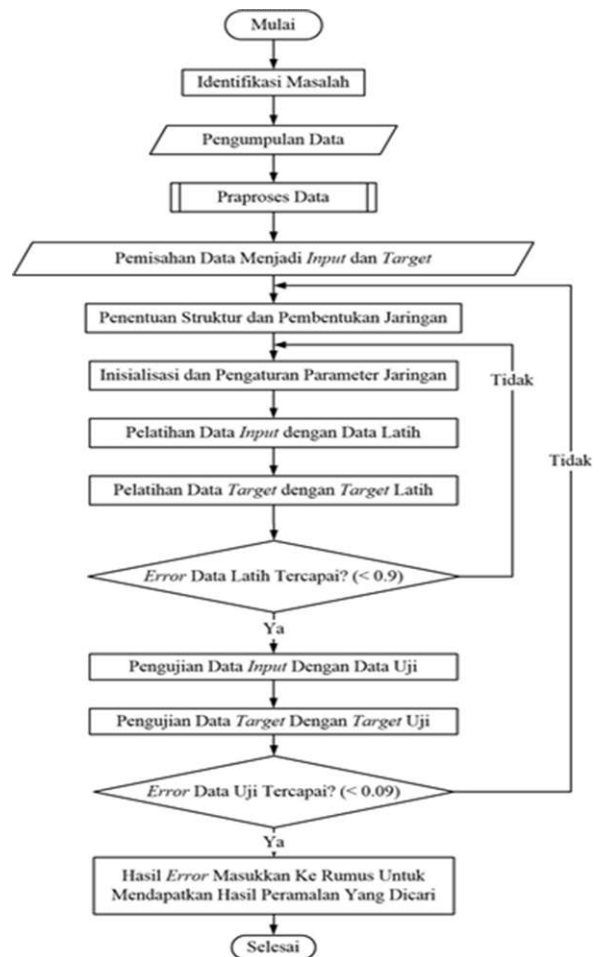 Mulai
Identifikasi Masalah
Pengumpulan Data
Praproses Data
Pemisahan Data Menjadi Input dan Target
Penentuan Struktur dan Pembentukan Jaringan
Inisialisasi dan Pengaturan Parameter Jaringan
Tidak
Pelatihan Data Input dengan Data Latih
Tidak
Pelatihan Data Target dengan Target Latih
Error Data Latih Tercapai? (< 0.9)
Ya
Pengujian Data Input Dengan Data Uji
Pengujian Data Target Dengan Target Uji
Error Data Uji Tercapai? (< 0.09)
Ya
Hasil Error Masukkan Ke Rumus Untuk
Mendapatkan Hasil Peramalan Yang Dicari
Selesai